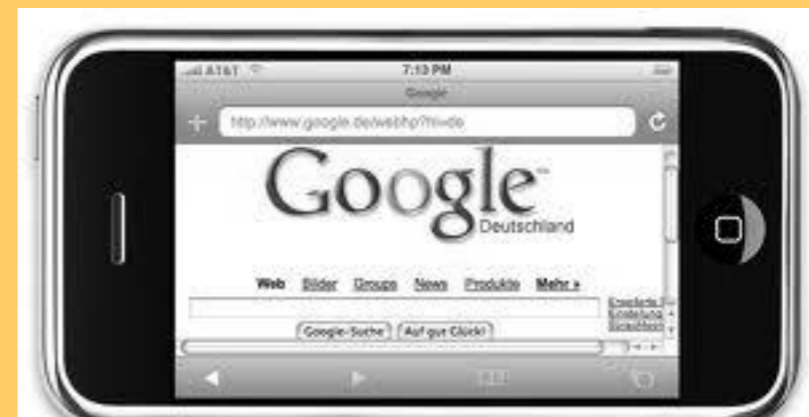 AT&T 7:13 PM
Google
http://www.google.de/webhp?hl=de
Google™
Deutschland
Web Bilder Groups News Produkte Mehr »
Google-Suche Auf gut Glück!